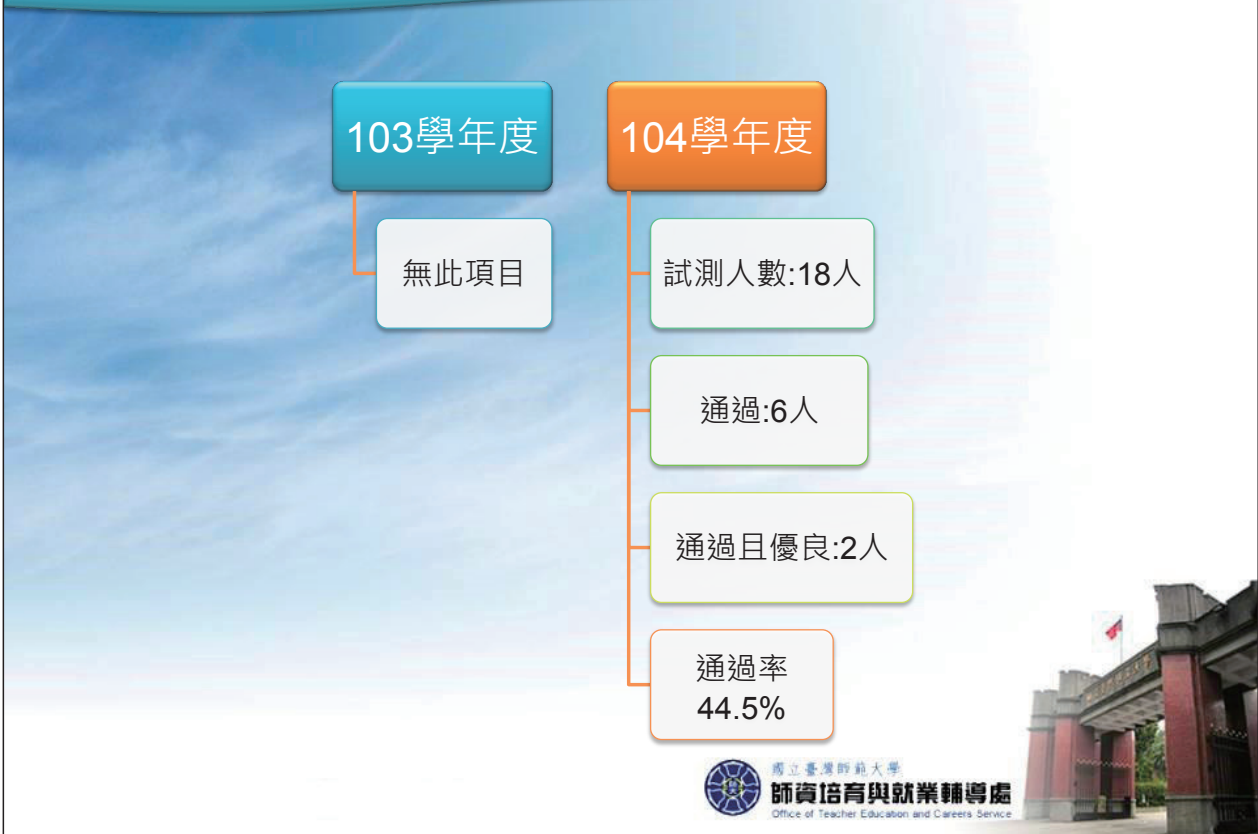 103學年度
無此項目
104學年度
試測人數:18人
通過:6人
通過且優良:2人
通過率
44.5%
國立臺灣師範大學
師資培育與就業輔導處
Office of Teacher Education and Careers Service